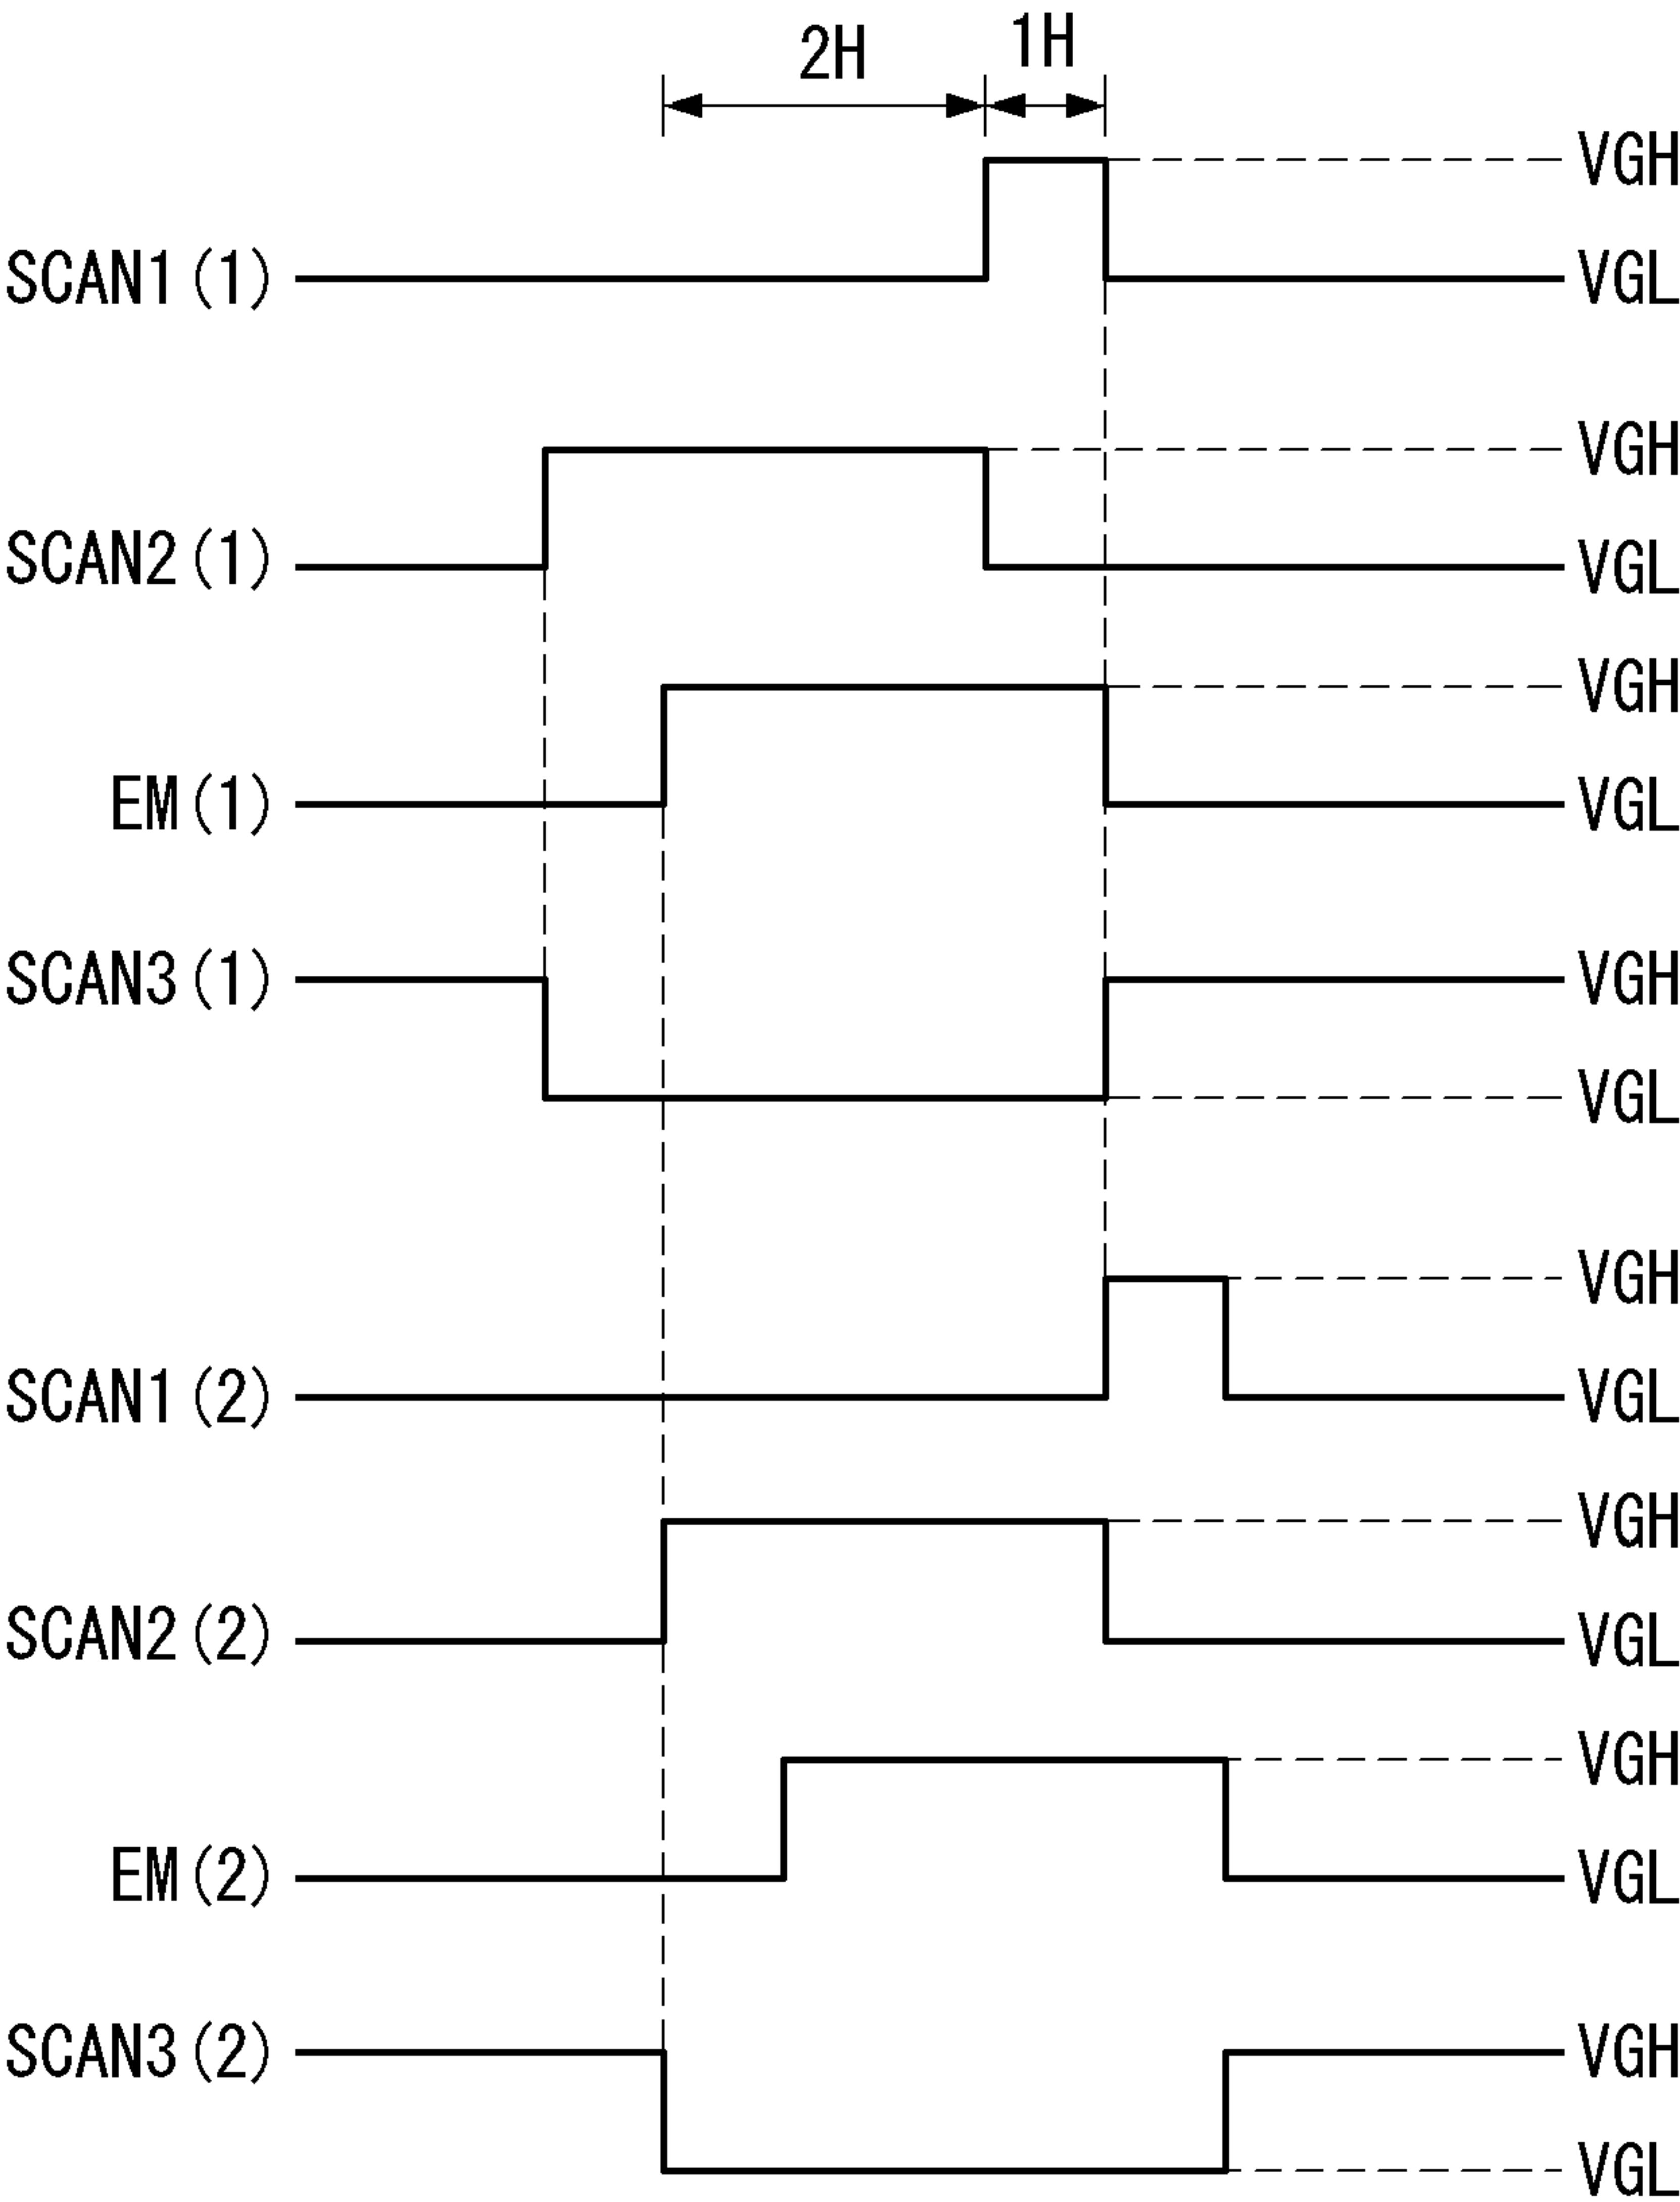 2H
1H
VGH
SCAN1(1)
VGL
VGH
SCAN2(1)
VGL
VGH
EM(1)
VGL
SCAN3(1)
VGH
VGL
VGH
SCAN1(2)
VGL
VGH
SCAN2(2)
VGL
VGH
EM(2)
VGL
SCAN3(2)
VGH
VGL